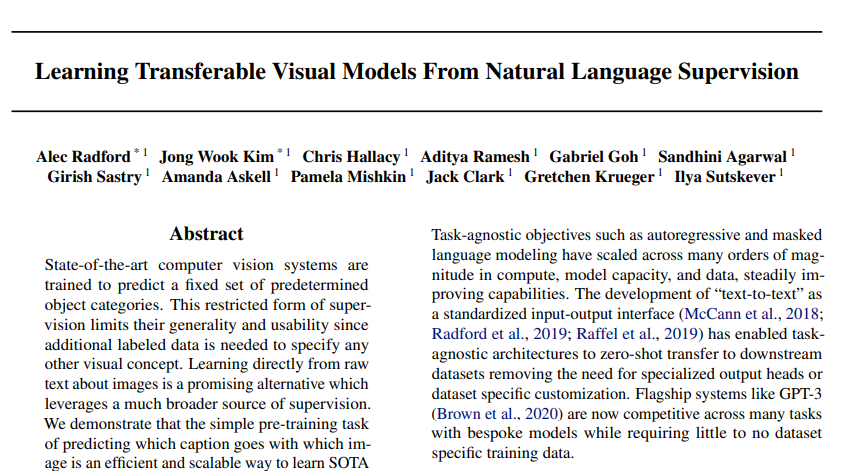 Learning Transferable Visual Models From Natural Language Supervision
Alec Radford * 1 Jong Wook Kim * 1 Chris Hallacy 1 Aditya Ramesh 1 Gabriel Goh 1 Sandhini Agarwal 1
Girish Sastry 1 Amanda Askell 1 Pamela Mishkin 1 Jack Clark 1 Gretchen Krueger 1 Ilya Sutskever 1
Abstract
State-of-the-art computer vision systems are
trained to predict a fixed set of predetermined
object categories. This restricted form of super-
vision limits their generality and usability since
additional labeled data is needed to specify any
other visual concept. Learning directly from raw
text about images is a promising alternative which
leverages a much broader source of supervision.
We demonstrate that the simple pre-training task
of predicting which caption goes with which im-
age is an efficient and scalable way to learn SOTA
Task-agnostic objectives such as autoregressive and masked
language modeling have scaled across many orders of mag-
nitude in compute, model capacity, and data, steadily im-
proving capabilities. The development of “text-to-text” as
a standardized input-output interface (McCann et al., 2018;
Radford et al., 2019; Raffel et al., 2019) has enabled task-
agnostic architectures to zero-shot transfer to downstream
datasets removing the need for specialized output heads or
dataset specific customization. Flagship systems like GPT-3
(Brown et al., 2020) are now competitive across many tasks
with bespoke models while requiring little to no dataset
specific training data.